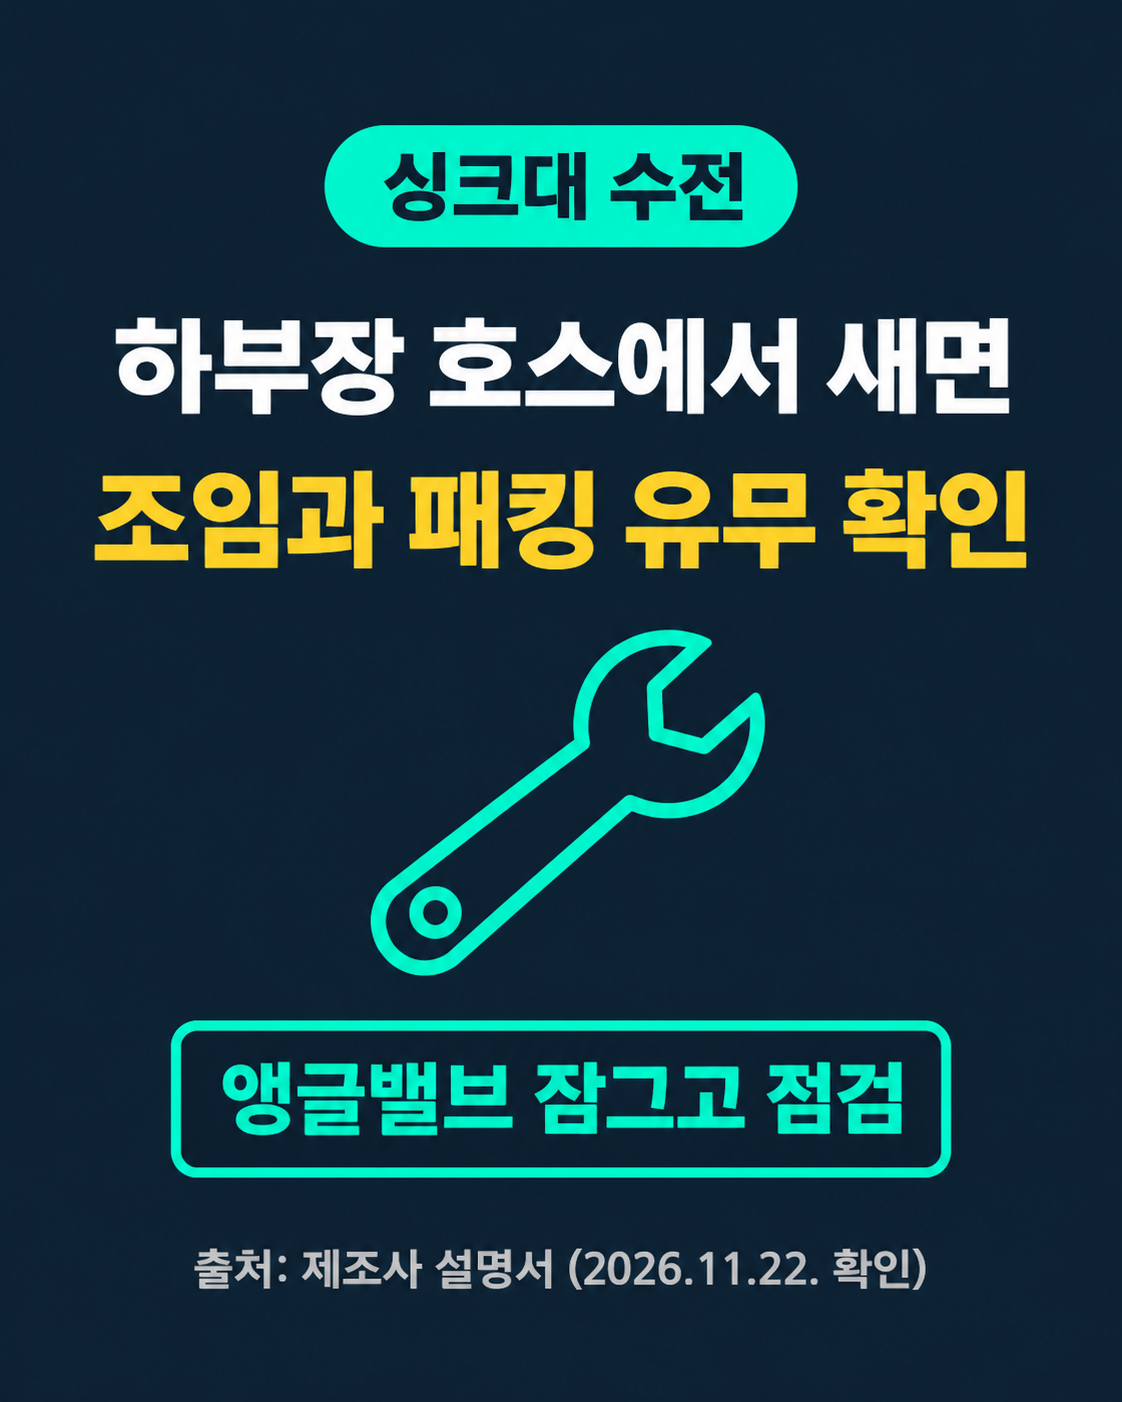 싱크대 수전
하부장 호스에서 새면
조임과 패킹 유무 확인
앵글밸브 잠그고 점검
출처: 제조사 설명서 (2026.11.22. 확인)